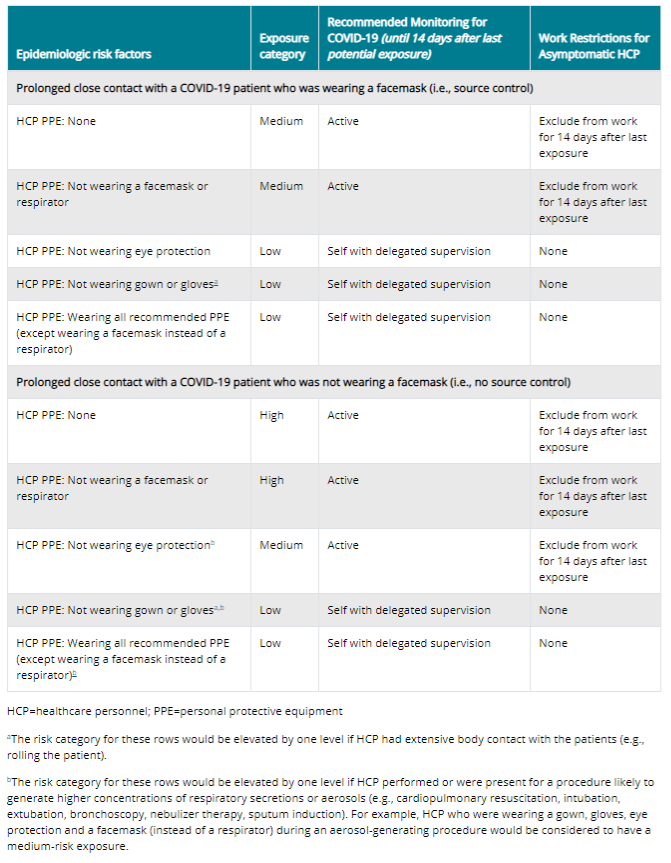 Epidemiologic risk factors
Exposure
category
Recommended Monitoring for
COVID-19 (until 14 days after last
potential exposure)
Work Restrictions for
Asymptomatic HCP
Prolonged close contact with a COVID-19 patient who was wearing a facemask (i.e., source control)
HCP PPE: None
Medium
Active
Exclude from work
for 14 days after last
exposure
HCP PPE: Not wearing a facemask or
respirator
Medium
Active
Exclude from work
for 14 days after last
exposure
HCP PPE: Not wearing eye protection
Low
Self with delegated supervision
None
HCP PPE: Not wearing gown or glovesa
Low
Self with delegated supervision
None
HCP PPE: Wearing all recommended PPE
(except wearing a facemask instead of a
respirator)
Low
Self with delegated supervision
None
Prolonged close contact with a COVID-19 patient who was not wearing a facemask (i.e., no source control)
HCP PPE: None
High
Active
Exclude from work
for 14 days after last
exposure
HCP PPE: Not wearing a facemask or
respirator
High
Active
Exclude from work
for 14 days after last
exposure
HCP PPE: Not wearing eye protectionb
Medium
Active
Exclude from work
for 14 days after last
exposure
HCP PPE: Not wearing gown or glovesa,b
Low
Self with delegated supervision
None
HCP PPE: Wearing all recommended PPE
(except wearing a facemask instead of a
respirator)b
Low
Self with delegated supervision
None
HCP=healthcare personnel; PPE=personal protective equipment
aThe risk category for these rows would be elevated by one level if HCP had extensive body contact with the patients (e.g.,
rolling the patient).
bThe risk category for these rows would be elevated by one level if HCP performed or were present for a procedure likely to
generate higher concentrations of respiratory secretions or aerosols (e.g., cardiopulmonary resuscitation, intubation,
extubation, bronchoscopy, nebulizer therapy, sputum induction). For example, HCP who were wearing a gown, gloves, eye
protection and a facemask (instead of a respirator) during an aerosol-generating procedure would be considered to have a
medium-risk exposure.